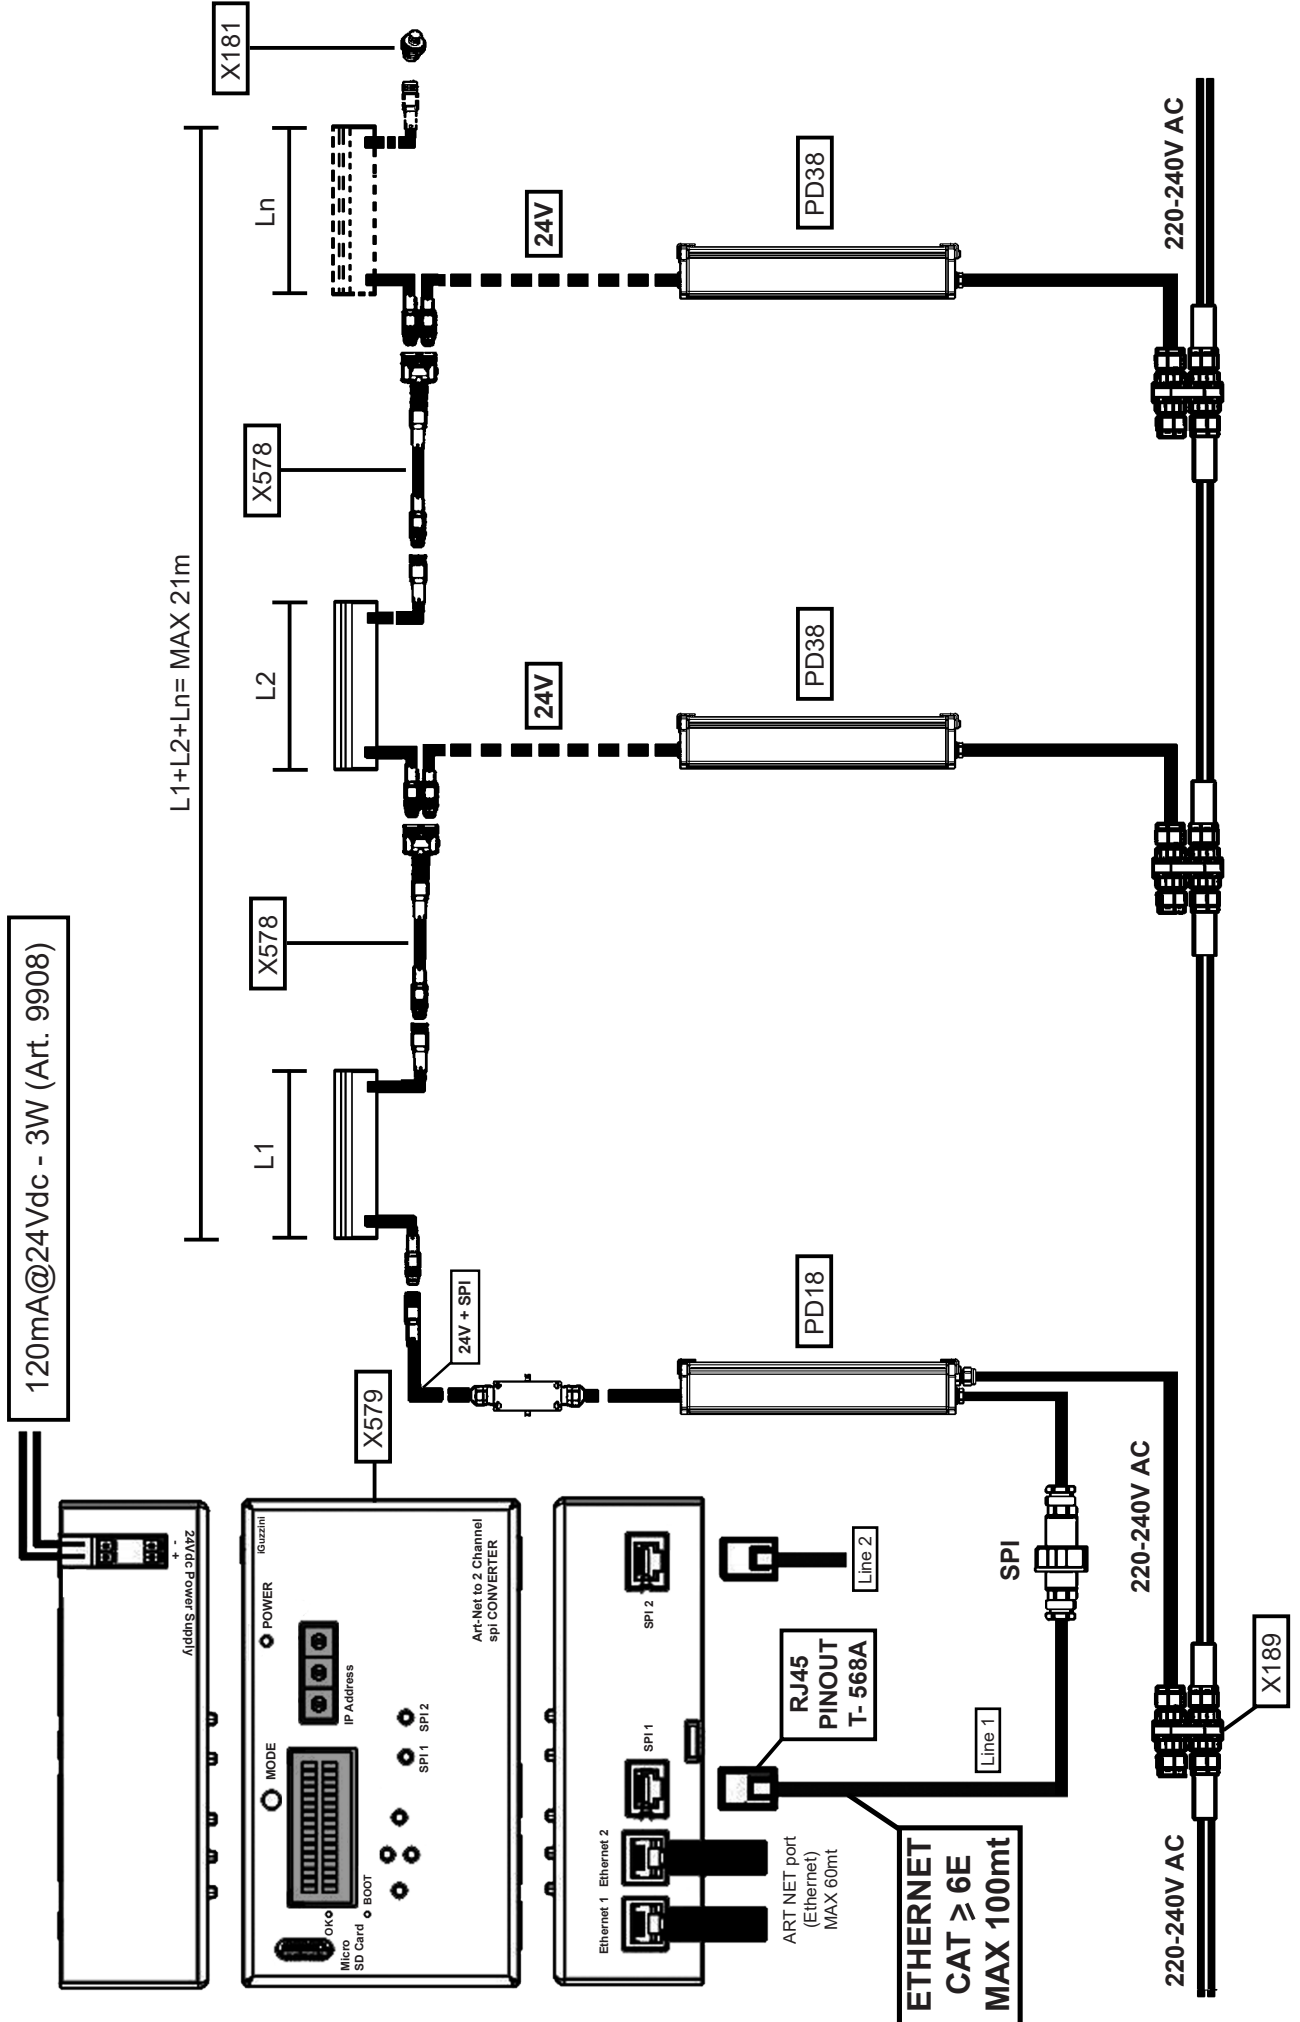 120mA@24Vdc - 3W (Art. 9908)
24Vdc Power Supply
+ -
X579
iGuzzini
POWER
MODE
IP Address
Art-Net to 2 Channel
spi CONVERTER
OK
BOOT
Micro
SD Card
SPI 1
SPI 2
Ethernet 1
Ethernet 2
SPI 1
SPI 2
ART NET port
(Ethernet)
MAX 60mt
RJ45
PINOUT
T- 568A
Line 2
Line 1
ETHERNET
CAT ≥ 6E
MAX 100mt
L1+L2+Ln= MAX 21m
L1
L2
Ln
X578
X578
X181
24V + SPI
24V
24V
PD18
PD38
PD38
SPI
220-240V AC
220-240V AC
220-240V AC
X189